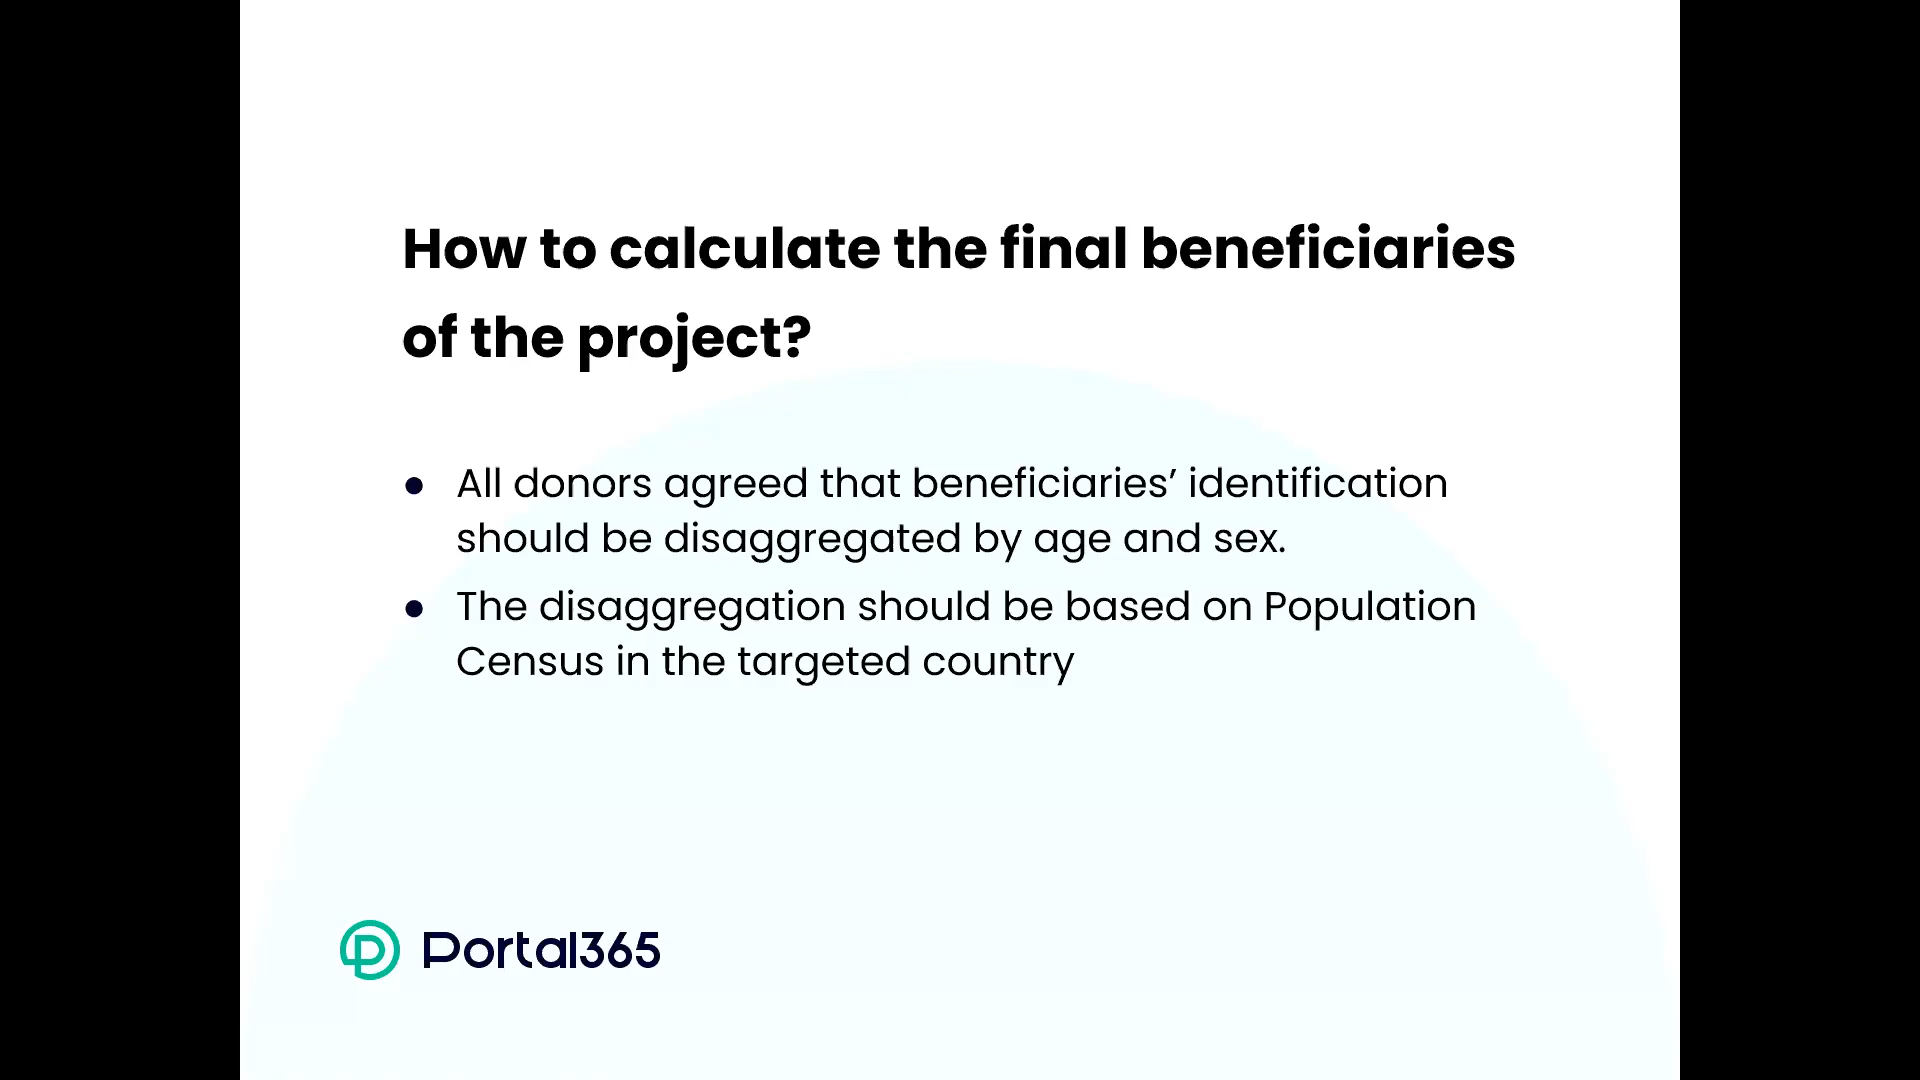 How to calculate the final beneficiaries
of the project?
● All donors agreed that beneficiaries’ identification
should be disaggregated by age and sex.
● The disaggregation should be based on Population
Census in the targeted country
Portal365